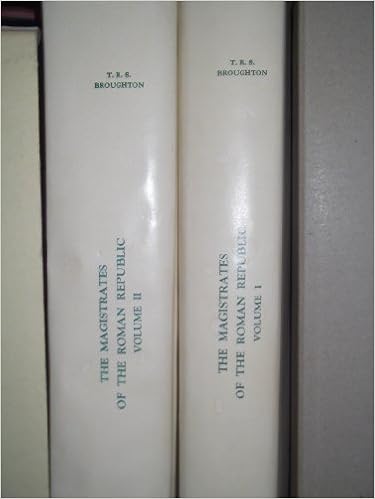 T. R. S.
BROUGHTON
THE MAGISTRATES
OF THE ROMAN REPUBLIC
VOLUME II
T. R. S.
BROUGHTON
THE MAGISTRATES
OF THE ROMAN REPUBLIC
VOLUME I